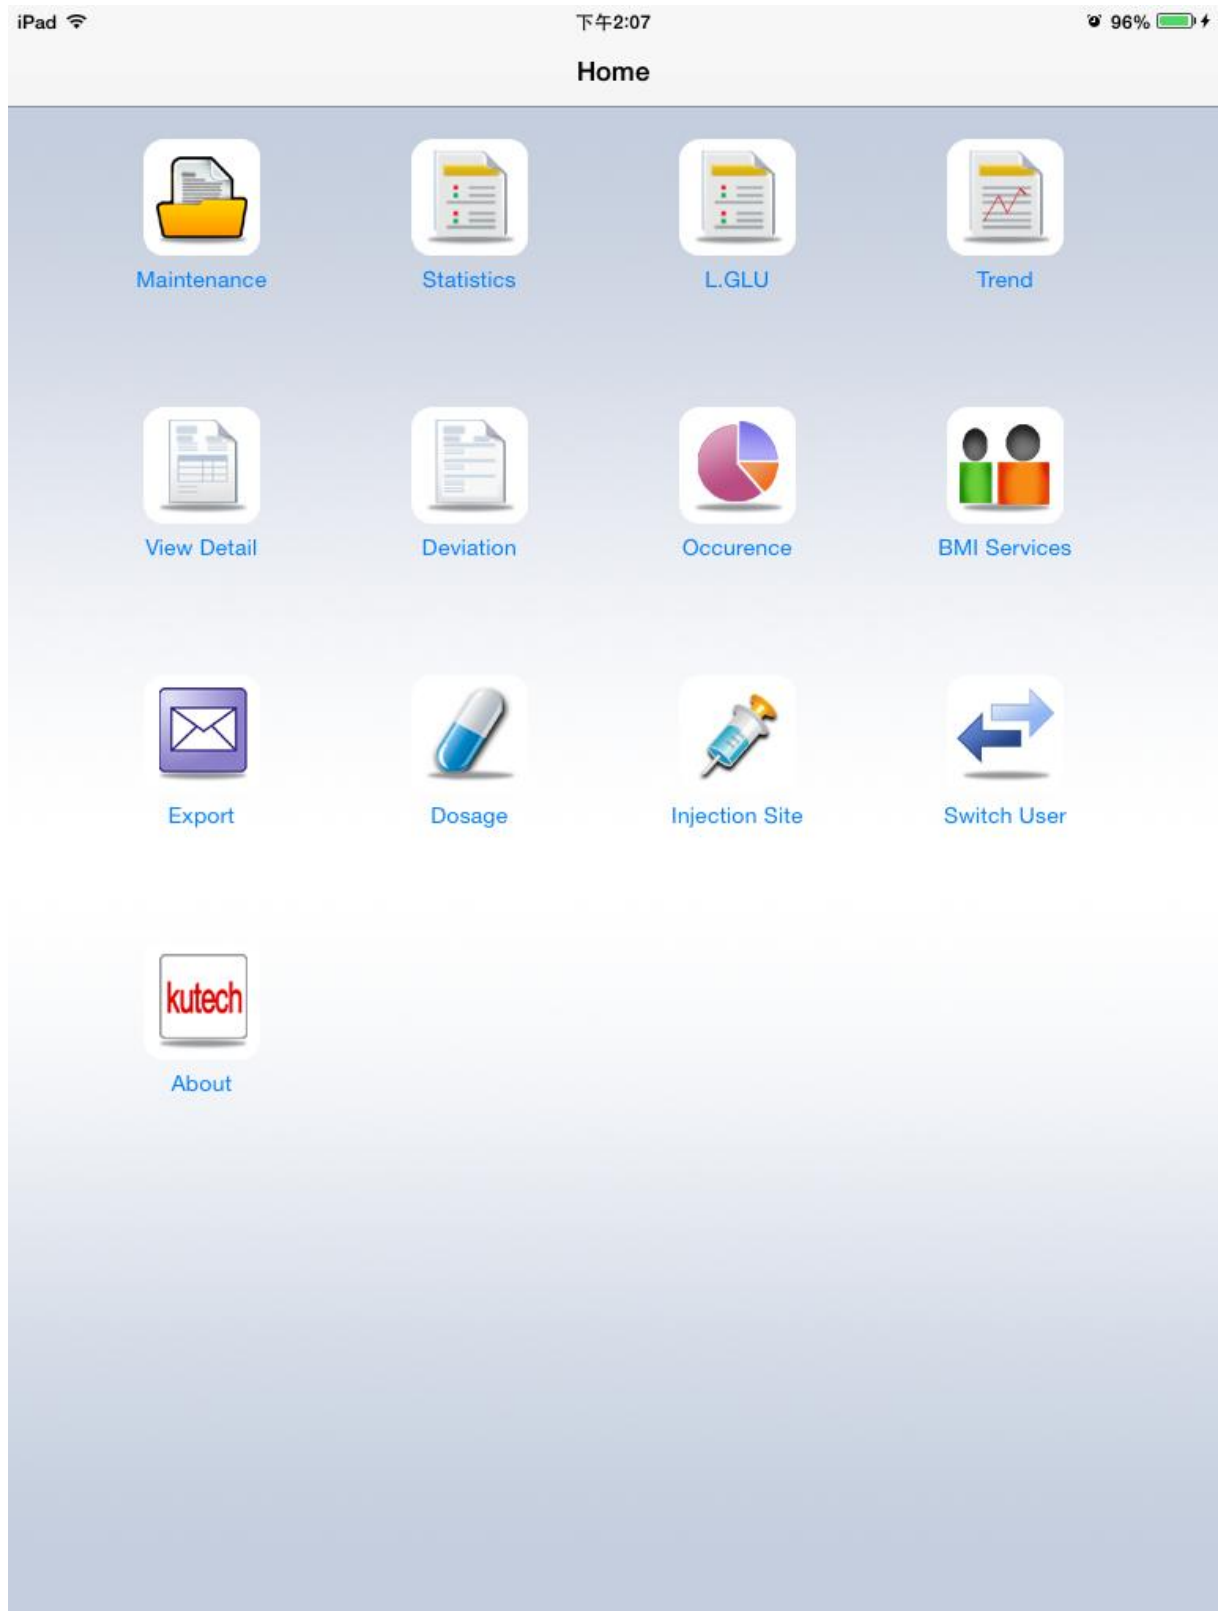 iPad 下午2:07 96%
Home
Maintenance Statistics L.GLU Trend
View Detail Deviation Occurence BMI Services
Export Dosage Injection Site Switch User
kutech
About